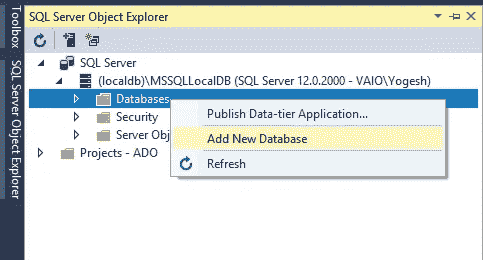 Toolbox
SQL Server Object Explorer
SQL Server Object Explorer
SQL Server
(localdb)\MSSQLLocalDB (SQL Server 12.0.2000 - VAIO\Yogesh)
Databases
Security
Server Obj
Projects - ADO
Publish Data-tier Application...
Add New Database
Refresh